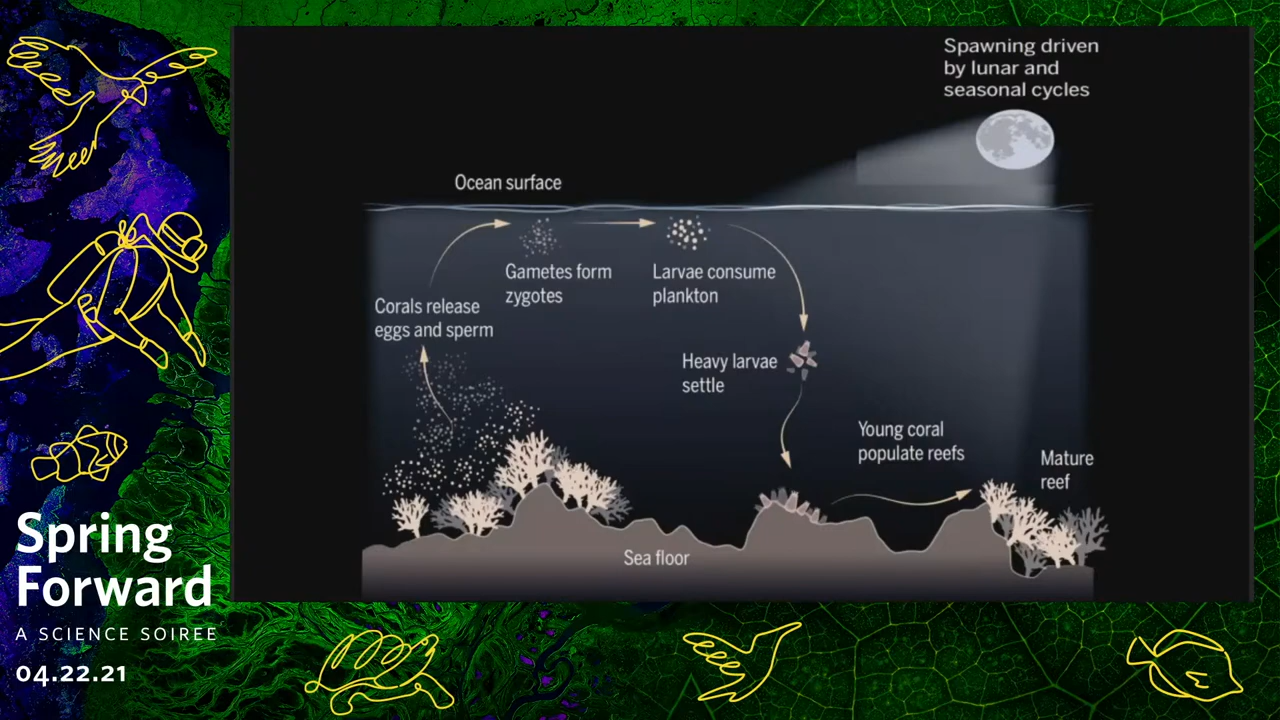 Spawning driven
by lunar and
seasonal cycles
Ocean surface
Gametes form
zygotes
Larvae consume
plankton
Corals release
eggs and sperm
Heavy larvae
settle
Young coral
populate reefs
Mature
reef
Sea floor
Spring
Forward
A SCIENCE SOIREE
04.22.21